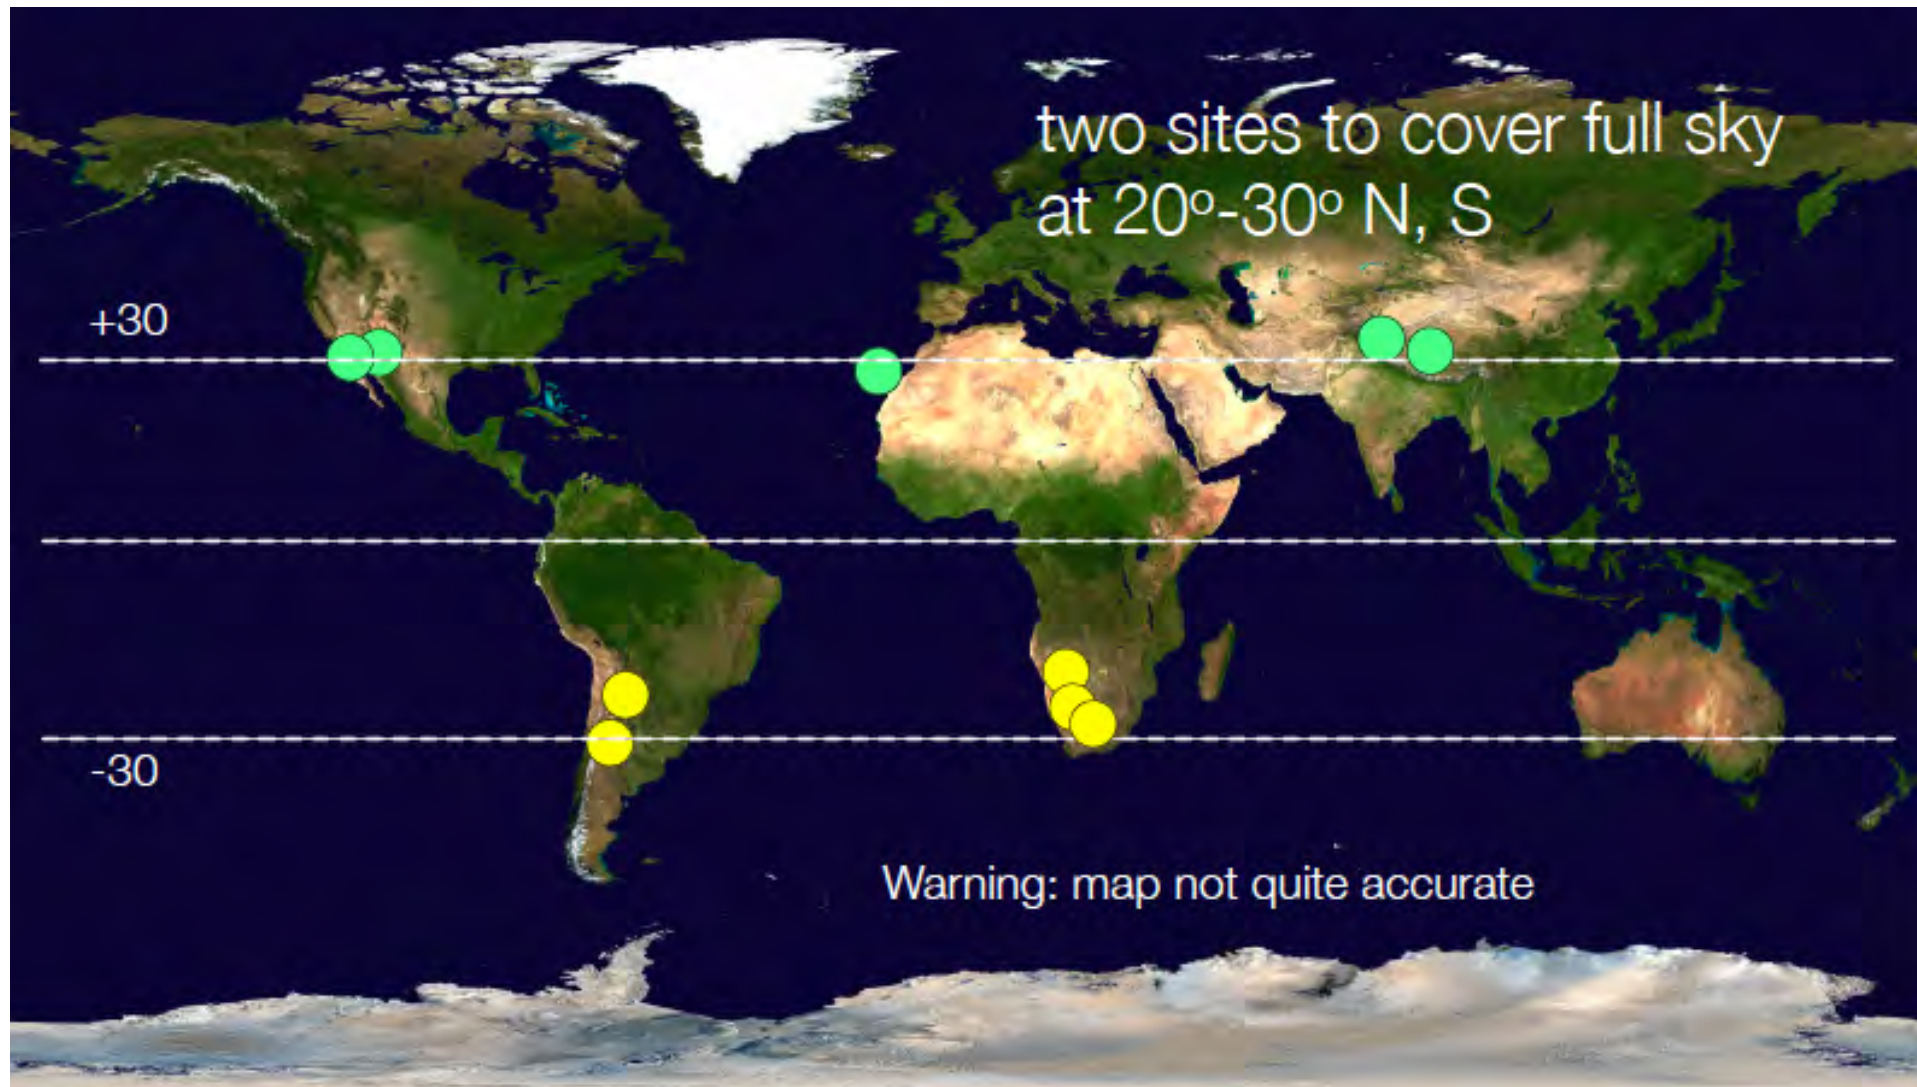 two sites to cover full sky
at 20º-30º N, S
+30
-30
Warning: map not quite accurate